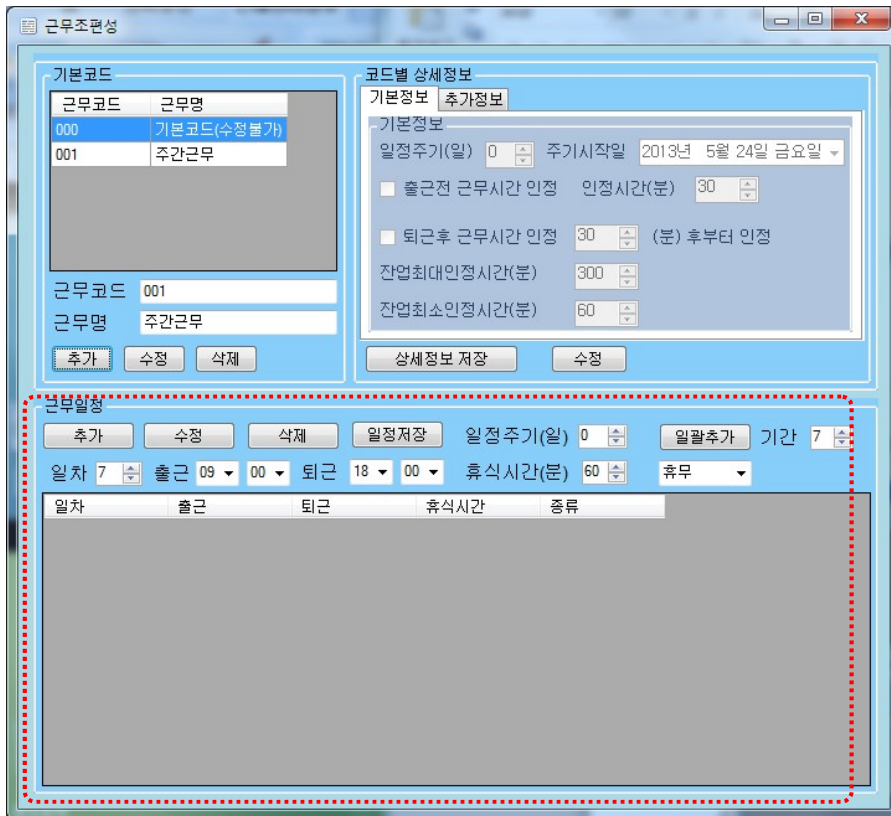 근무조편성
기본코드
근무코드 근무명
000 기본코드(수정불가)
001 주간근무
근무코드 001
근무명 주간근무
추가 수정 삭제
코드별 상세정보
기본정보 추가정보
기본정보
일정주기(일) 0 주기시작일 2013년 5월 24일 금요일
출근전 근무시간 인정 인정시간(분) 30
퇴근후 근무시간 인정 30 (분) 후부터 인정
잔업최대인정시간(분) 300
잔업최소인정시간(분) 60
상세정보 저장 수정
근무일정
추가 수정 삭제 일정저장 일정주기(일) 0 일괄추가 기간 7
일차 7 출근 09 00 퇴근 18 00 휴식시간(분) 60 휴무
일차 출근 퇴근 휴식시간 종류